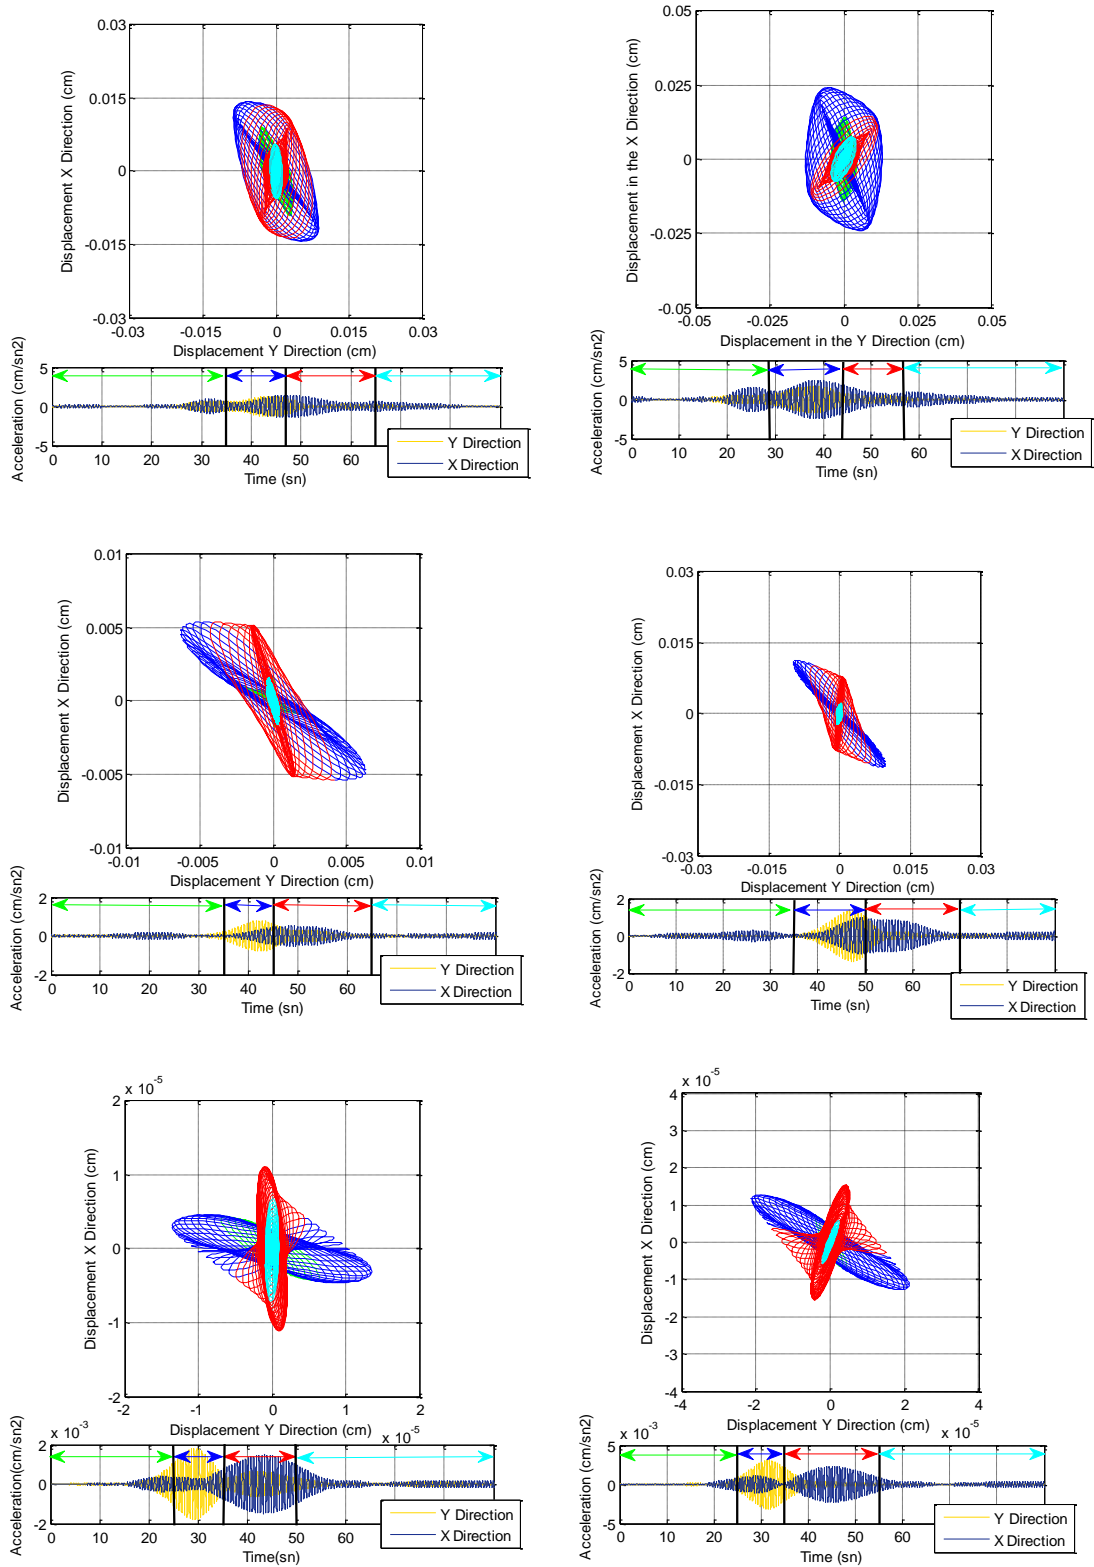 0.03
0.015
0
-0.015
-0.03
Displacement X Direction (cm)
-0.03 -0.015 0 0.015 0.03
Displacement Y Direction (cm)
5
0
-5
Acceleration (cm/sn2)
0 10 20 30 40 50 60
Time (sn)
Y Direction
X Direction
0.05
0.025
0
-0.025
-0.05
Displacement in the X Direction (cm)
-0.05 -0.025 0 0.025 0.05
Displacement in the Y Direction (cm)
5
0
-5
Acceleration (cm/sn2)
0 10 20 30 40 50 60
Time (sn)
Y Direction
X Direction
0.01
0.005
0
-0.005
-0.01
Displacement X Direction (cm)
-0.01 -0.005 0 0.005 0.01
Displacement Y Direction (cm)
2
0
-2
Acceleration (cm/sn2)
0 10 20 30 40 50 60
Time (sn)
Y Direction
X Direction
0.03
0.015
0
-0.015
-0.03
Displacement X Direction (cm)
-0.03 -0.015 0 0.015 0.03
Displacement Y Direction (cm)
2
0
-2
Acceleration (cm/sn2)
0 10 20 30 40 50 60
Time (sn)
Y Direction
X Direction
x 10-5
2
1
0
-1
-2
Displacement X Direction (cm)
-2 -1 0 1 2
Displacement Y Direction (cm)
x 10-5
x 10-3
2
0
-2
Acceleration(cm/sn2)
0 10 20 30 40 50 60
Time(sn)
Y Direction
X Direction
x 10-5
4
3
2
1
0
-1
-2
-3
-4
Displacement X Direction (cm)
-4 -2 0 2 4
Displacement Y Direction (cm)
x 10-5
x 10-3
5
0
-5
Acceleration (cm/sn2)
0 10 20 30 40 50 60
Time (sn)
Y Direction
X Direction